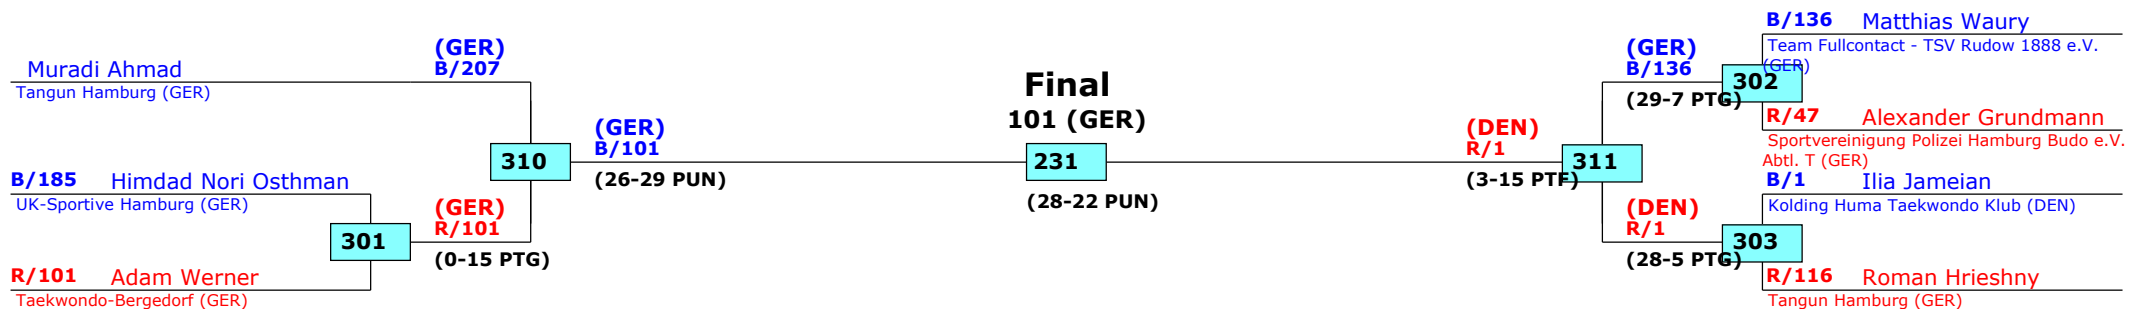 Muradi Ahmad
Tangun Hamburg (GER)
(GER)
B/207
B/185 Himdad Nori Osthman
UK-Sportive Hamburg (GER)
301
R/101 Adam Werner
Taekwondo-Bergedorf (GER)
(GER)
R/101
(0-15 PTG)
310
(GER)
B/101
(26-29 PUN)
Final
101 (GER)
231
(28-22 PUN)
(DEN)
R/1
(3-15 PTF)
311
(GER)
B/136
(29-7 PTG)
302
B/136 Matthias Waury
Team Fullcontact - TSV Rudow 1888 e.V.
(GER)
R/47 Alexander Grundmann
Sportvereinigung Polizei Hamburg Budo e.V.
Abtl. T (GER)
B/1 Ilia Jameian
Kolding Huma Taekwondo Klub (DEN)
(DEN)
R/1
(28-5 PTG)
303
R/116 Roman Hrieshny
Tangun Hamburg (GER)